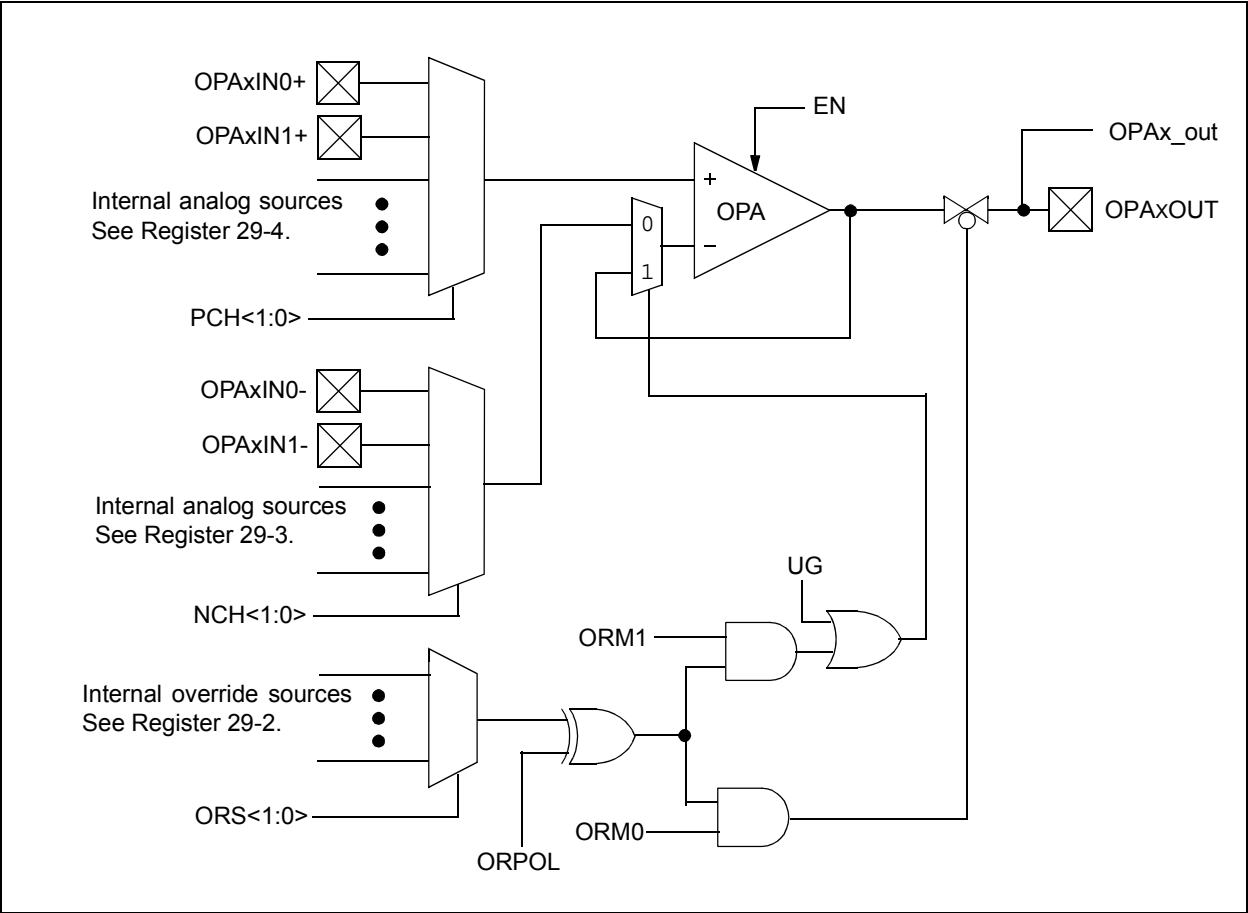 OPAxIN0+
OPAxIN1+
Internal analog sources
See Register 29-4.
PCH<1:0>
EN
+
OPA
−
0
1
OPAx_out
OPAxOUT
OPAxIN0-
OPAxIN1-
Internal analog sources
See Register 29-3.
NCH<1:0>
UG
ORM1
Internal override sources
See Register 29-2.
ORS<1:0>
ORM0
ORPOL